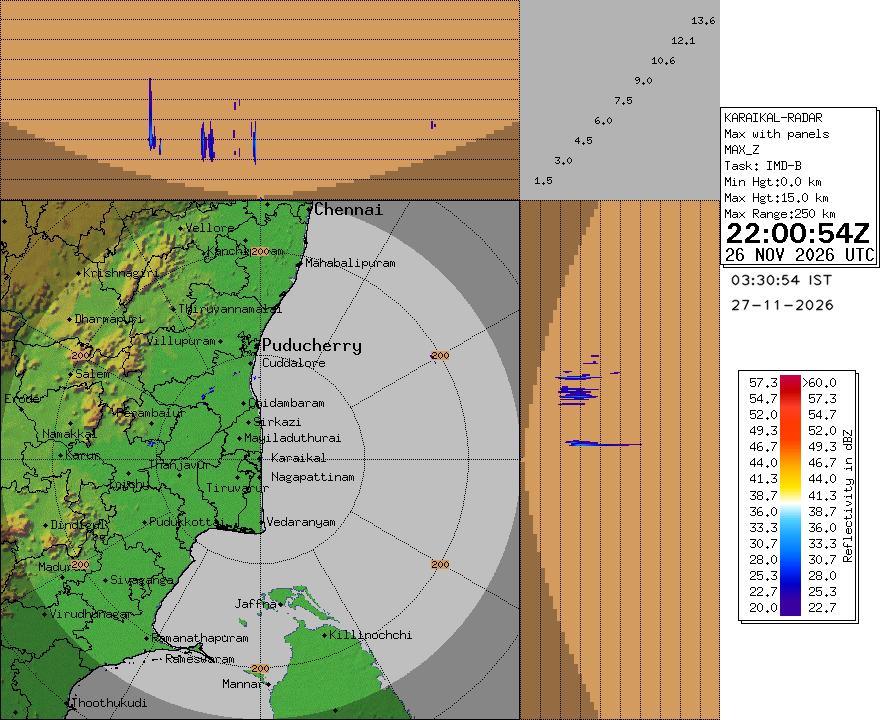 13.6
12.1
10.6
9.0
7.5
6.0
4.5
3.0
1.5
KARAIKAL-RADAR
Max with panels
MAX_Z
Task: IMD-B
Min Hgt:0.0 km
Max Hgt:15.0 km
Max Range:250 km
22:00:54Z
26 NOV 2026 UTC
03:30:54 IST
27-11-2026
Chennai
Vellore
200
Mahabalipuram
Krishnagiri
Thiruvannamalai
Dharmapuri
Villupuram
Puducherry
200
200
Cuddalore
Salem
Erode
Chidambaram
Perambalur
Sirkazi
Namakkal
Mayiladuthurai
Karur
Karaikal
Thanjavur
Nagapattinam
Tiruvarur
Dindigul
Pudukkottai
Vedaranyam
200
200
Sivaganga
Jaffna
Virudhunagar
Killinochchi
Ramanathapuram
Rameswaram
200
Mannar
Thoothukudi
57.3 >60.0
54.7 57.3
52.0 54.7
49.3 52.0
46.7 49.3
44.0 46.7
41.3 44.0
38.7 41.3
36.0 38.7
33.3 36.0
30.7 33.3
28.0 30.7
25.3 28.0
22.7 25.3
20.0 22.7
Reflectivity in dBZ